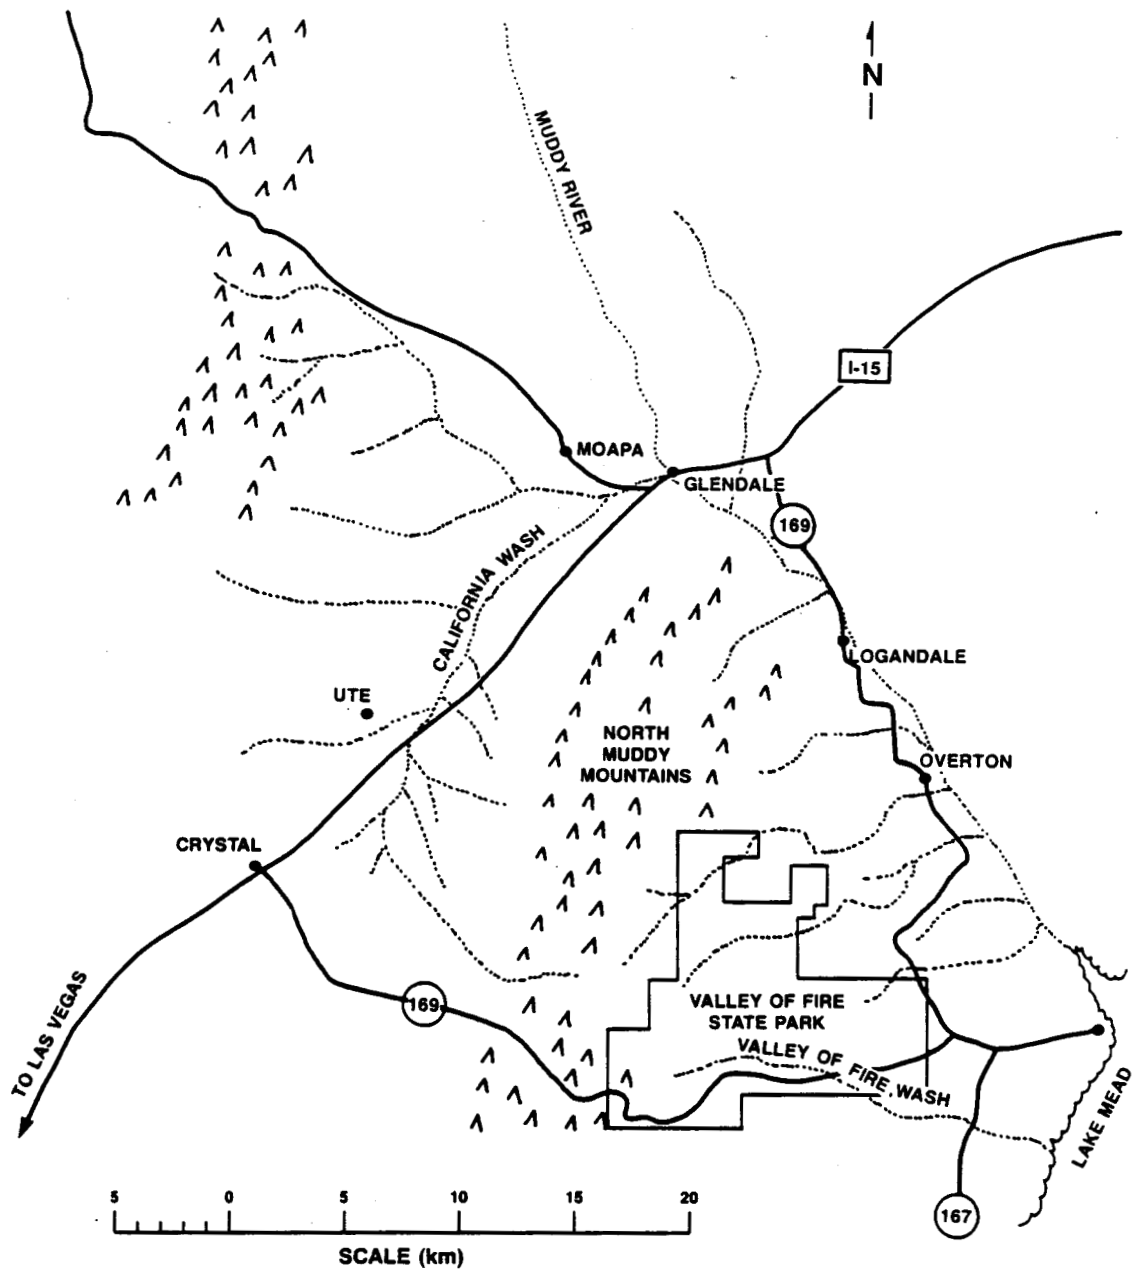 N
MUDDY RIVER
I-15
MOAPA
GLENDALE
169
CALIFORNIA WASH
LOGANDALE
UTE
NORTH
MUDDY
MOUNTAINS
OVERTON
CRYSTAL
TO LAS VEGAS
169
VALLEY OF FIRE
STATE PARK
VALLEY OF FIRE WASH
LAKE MEAD
167
5 0 5 10 15 20
SCALE (km)